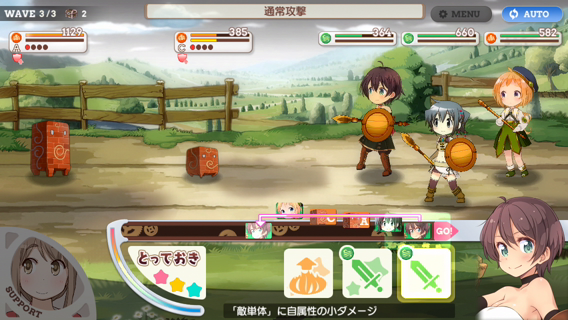 WAVE 3/3 2
通常攻撃
MENU
AUTO
1129
A
385
C
364
660
582
GO!
とっておき
SUPPORT
「敵単体」に自属性の小ダメージ